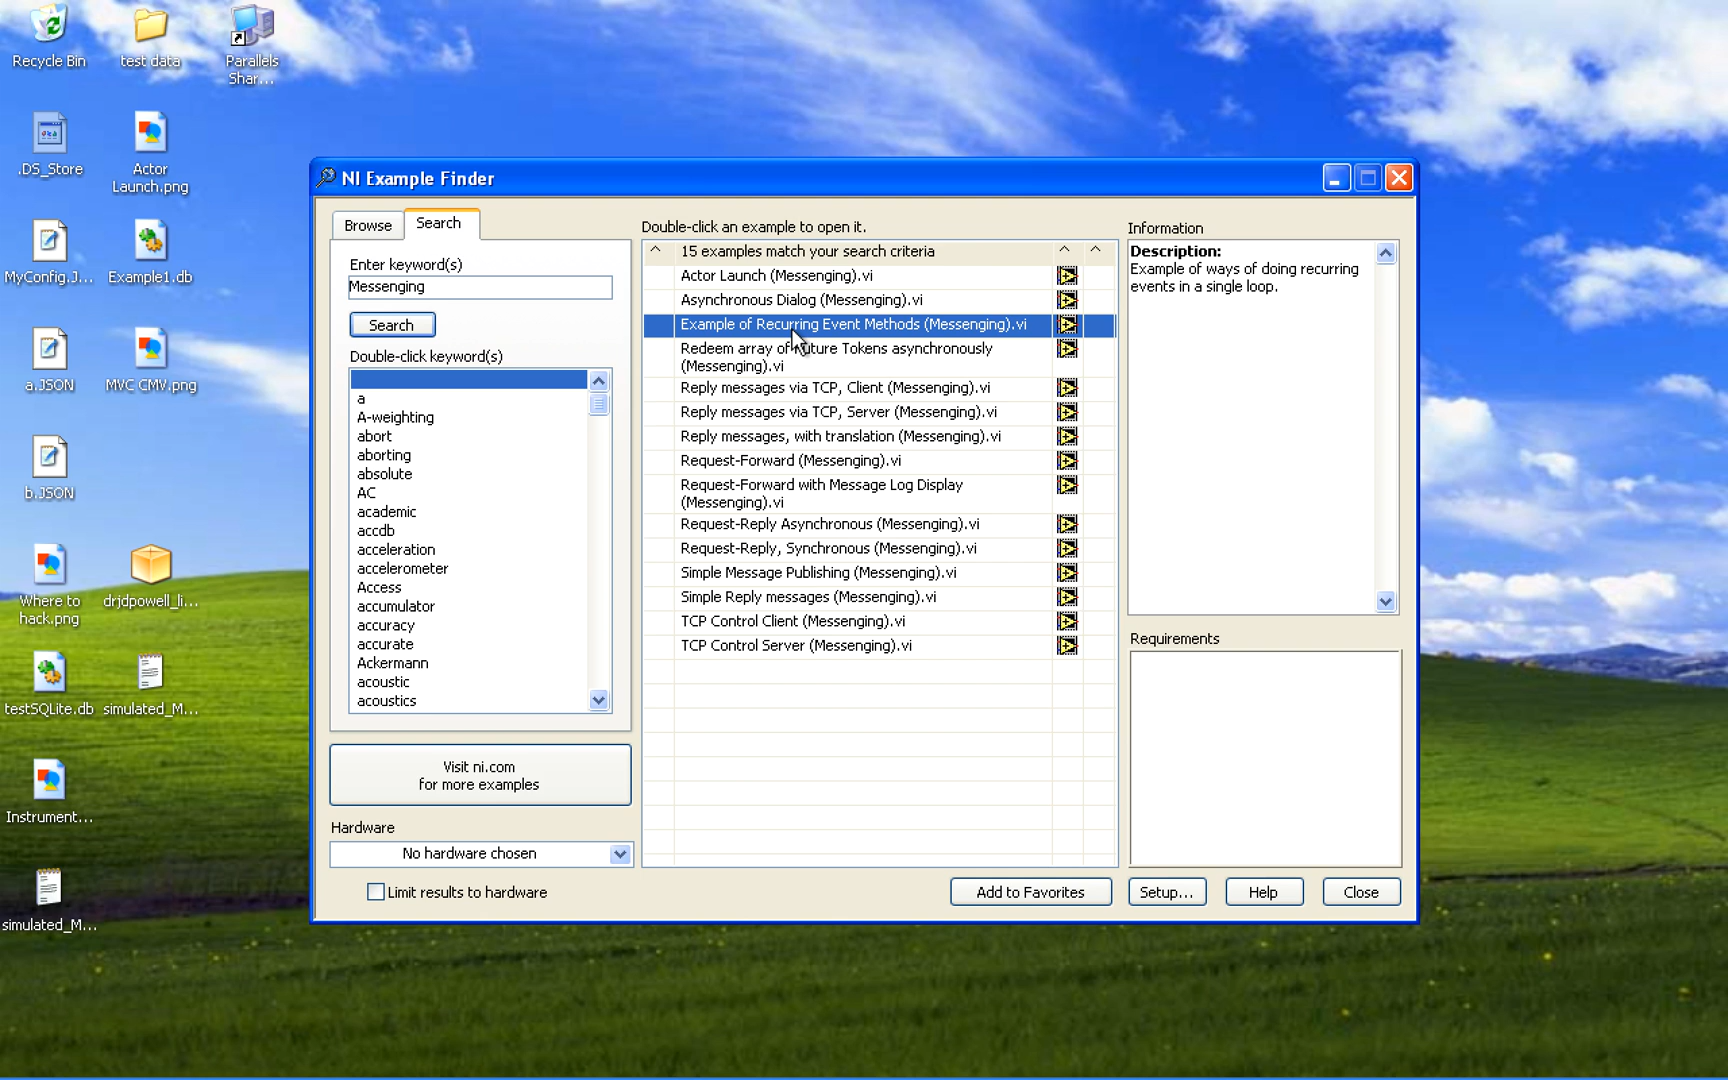 Recycle Bin
test data
Parallels
Shar...
.DS_Store
Actor
Launch.png
MyConfig.J...
Example1.db
a.JSON
MVC CMV.png
b.JSON
Where to
hack.png
drjdpowell_li...
testSQLite.db
simulated_M...
Instrument...
simulated_M...
NI Example Finder
Browse
Search
Enter keyword(s)
Messenging
Search
Double-click keyword(s)
a
A-weighting
abort
aborting
absolute
AC
academic
accdb
acceleration
accelerometer
Access
accumulator
accuracy
accurate
Ackermann
acoustic
acoustics
Visit ni.com
for more examples
Hardware
No hardware chosen
Limit results to hardware
Double-click an example to open it.
15 examples match your search criteria
Actor Launch (Messenging).vi
Asynchronous Dialog (Messenging).vi
Example of Recurring Event Methods (Messenging).vi
Redeem array of Future Tokens asynchronously
(Messenging).vi
Reply messages via TCP, Client (Messenging).vi
Reply messages via TCP, Server (Messenging).vi
Reply messages, with translation (Messenging).vi
Request-Forward (Messenging).vi
Request-Forward with Message Log Display
(Messenging).vi
Request-Reply Asynchronous (Messenging).vi
Request-Reply, Synchronous (Messenging).vi
Simple Message Publishing (Messenging).vi
Simple Reply messages (Messenging).vi
TCP Control Client (Messenging).vi
TCP Control Server (Messenging).vi
Information
Description:
Example of ways of doing recurring
events in a single loop.
Requirements
Add to Favorites
Setup...
Help
Close